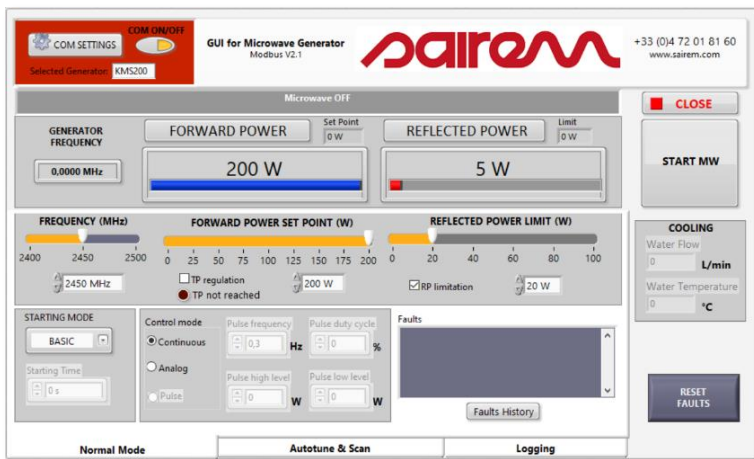 COM ON/OFF
COM SETTINGS
Selected Generator: KMS200
GUI for Microwave Generator
Modbus V2.1
sairem
+33 (0)4 72 01 81 60
www.sairem.com
Microwave OFF
CLOSE
GENERATOR
FREQUENCY
0,0000 MHz
FORWARD POWER
Set Point
0 W
200 W
REFLECTED POWER
Limit
0 W
5 W
START MW
FREQUENCY (MHz)
2400 2450 2500
2450 MHz
FORWARD POWER SET POINT (W)
0 25 50 75 100 125 150 175 200
TP regulation
TP not reached
200 W
REFLECTED POWER LIMIT (W)
0 20 40 60 80 100
RP limitation
20 W
COOLING
Water Flow
0 L/min
Water Temperature
0 °C
STARTING MODE
BASIC
Starting Time
0 s
Control mode
Continuous
Analog
Pulse
Pulse frequency
0,3 Hz
Pulse duty cycle
0 %
Pulse high level
0 W
Pulse low level
0 W
Faults
Faults History
RESET
FAULTS
Normal Mode
Autotune & Scan
Logging